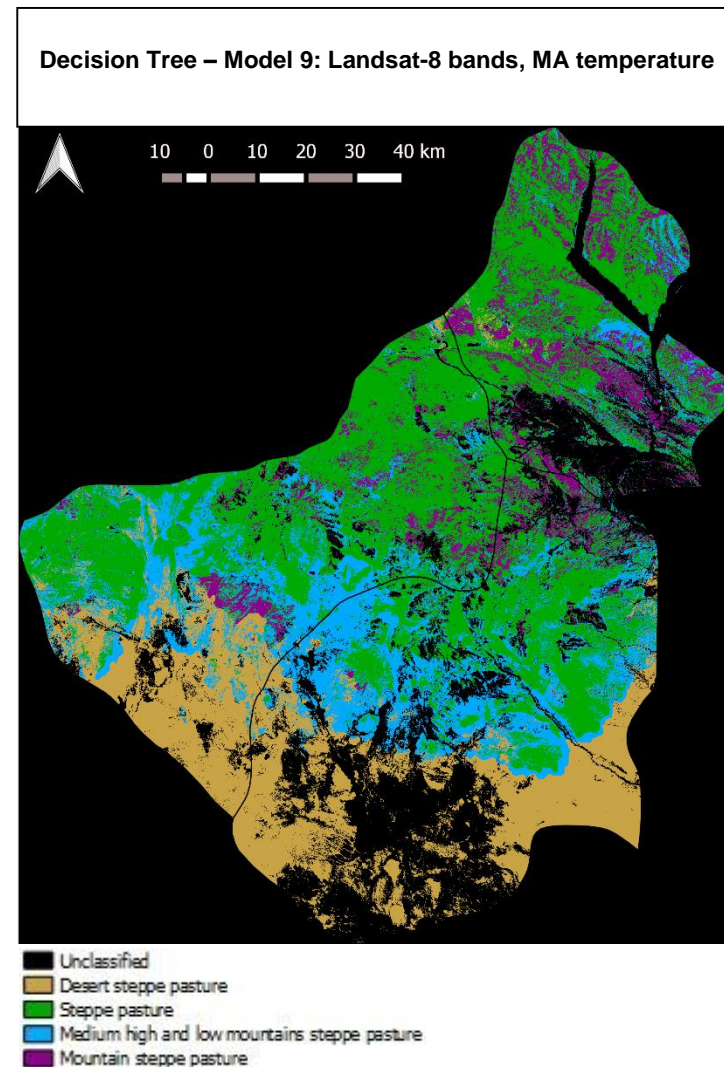 Decision Tree – Model 9: Landsat-8 bands, MA temperature
10 0 10 20 30 40 km
Unclassified
Desert steppe pasture
Steppe pasture
Medium high and low mountains steppe pasture
Mountain steppe pasture